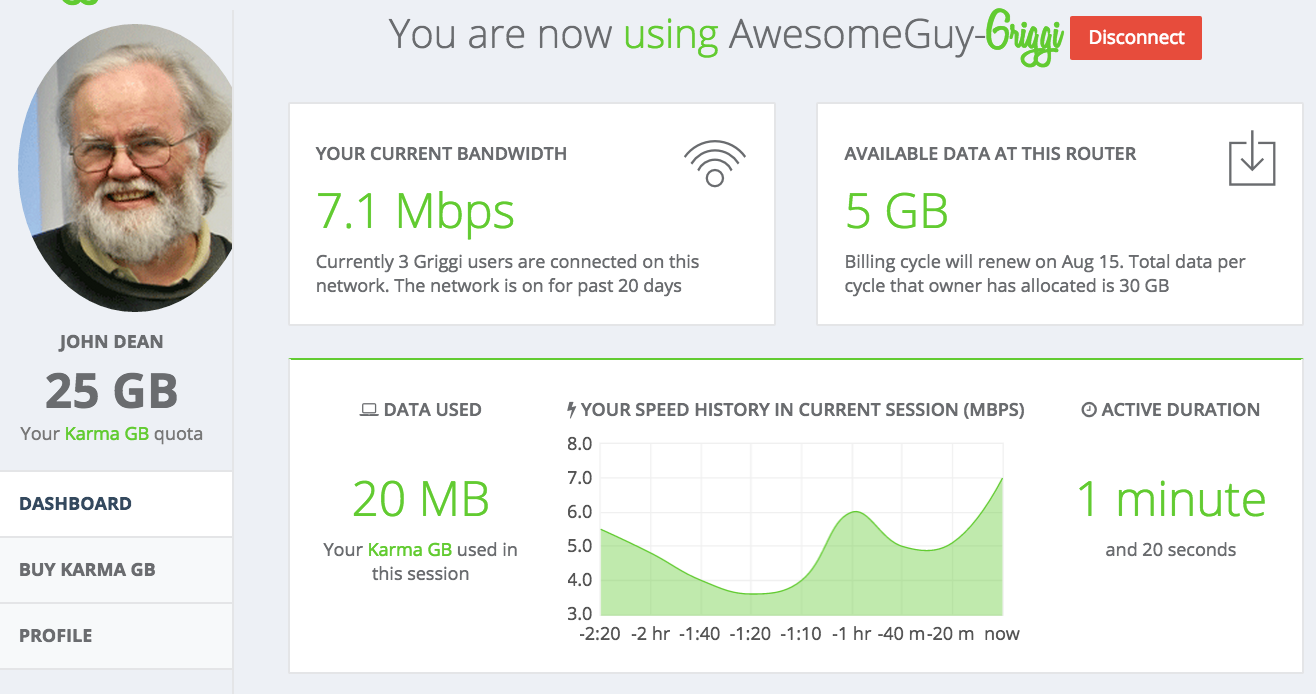 You are now using AwesomeGuy-Griggi
Disconnect
JOHN DEAN
25 GB
Your Karma GB quota
DASHBOARD
BUY KARMA GB
PROFILE
YOUR CURRENT BANDWIDTH
7.1 Mbps
Currently 3 Griggi users are connected on this
network. The network is on for past 20 days
AVAILABLE DATA AT THIS ROUTER
5 GB
Billing cycle will renew on Aug 15. Total data per
cycle that owner has allocated is 30 GB
DATA USED
20 MB
Your Karma GB used in
this session
YOUR SPEED HISTORY IN CURRENT SESSION (MBPS)
8.0
7.0
6.0
5.0
4.0
3.0
-2:20 -2 hr -1:40 -1:20 -1:10 -1 hr -40 m -20 m now
ACTIVE DURATION
1 minute
and 20 seconds